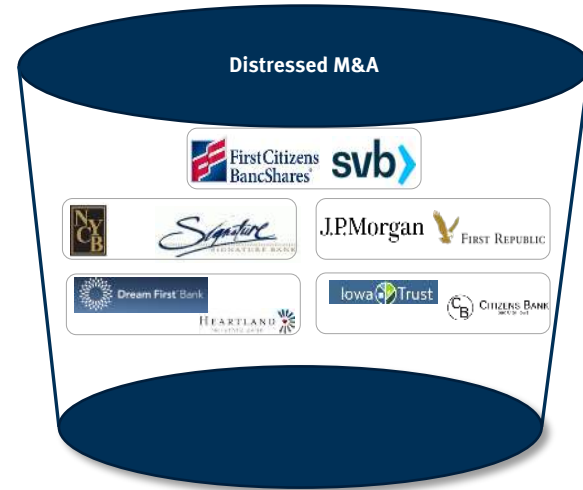 Distressed M&A
First Citizens
BancShares®
svb
NYCB
Signature
SIGNATURE BANK
J.P.Morgan
FIRST REPUBLIC
Dream First Bank
HEARTLAND
Iowa Trust
CB
CITIZENS BANK